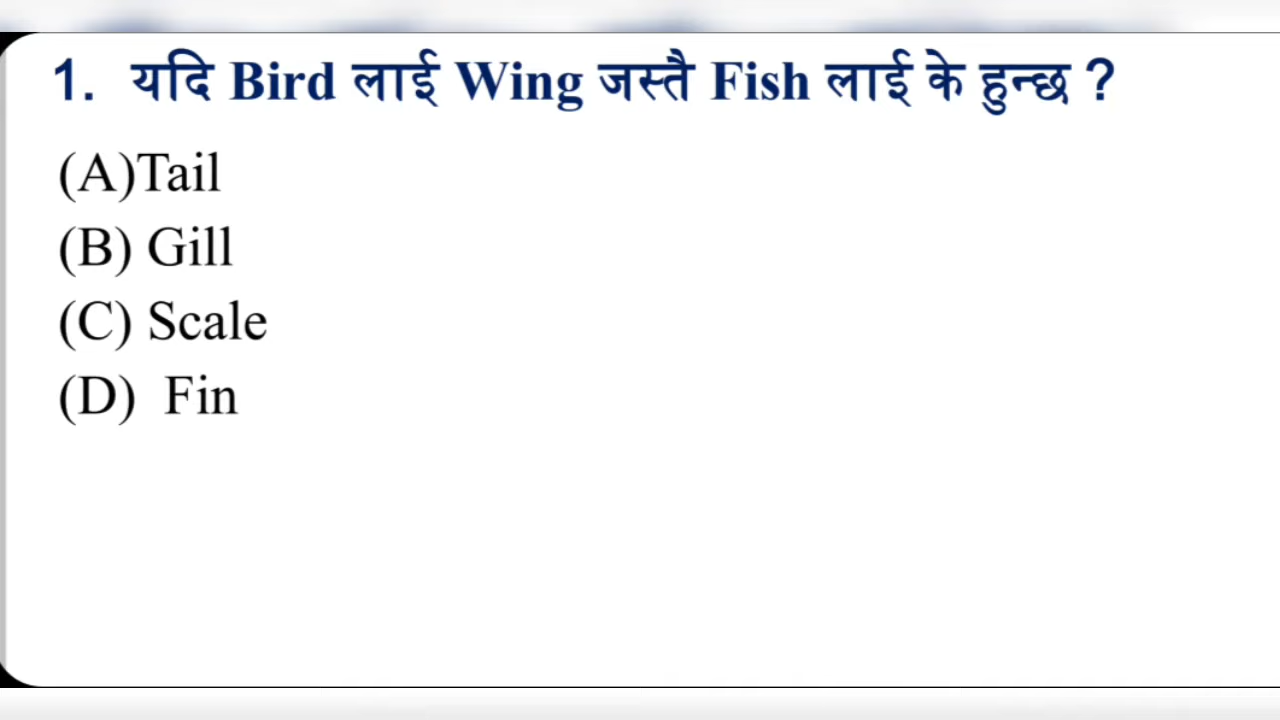 1. यदि Bird लाई Wing जस्तै Fish लाई के हुन्छ ?
(A)Tail
(B) Gill
(C) Scale
(D) Fin